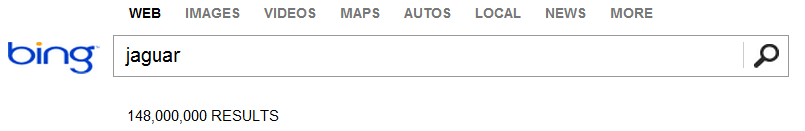 WEB IMAGES VIDEOS MAPS AUTOS LOCAL NEWS MORE
bing
jaguar
148,000,000 RESULTS